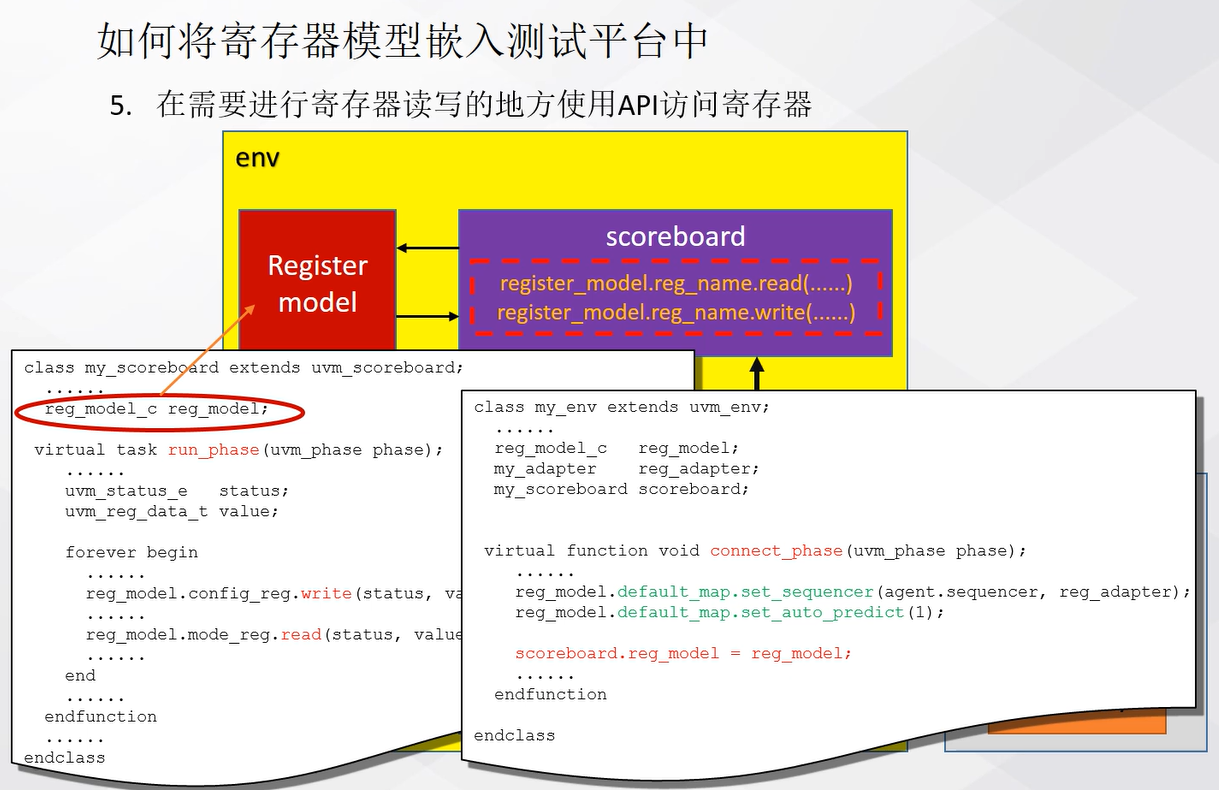 如何将寄存器模型嵌入测试平台中
5. 在需要进行寄存器读写的地方使用API访问寄存器
env
Register
model
scoreboard
register_model.reg_name.read(......)
register_model.reg_name.write(......)
class my_scoreboard extends uvm_scoreboard;
......
reg_model_c reg_model;
virtual task run_phase(uvm_phase phase);
......
uvm_status_e status;
uvm_reg_data_t value;
forever begin
......
reg_model.config_reg.write(status, va
......
reg_model.mode_reg.read(status, value
......
end
......
endfunction
......
endclass
class my_env extends uvm_env;
......
reg_model_c reg_model;
my_adapter reg_adapter;
my_scoreboard scoreboard;
virtual function void connect_phase(uvm_phase phase);
......
reg_model.default_map.set_sequencer(agent.sequencer, reg_adapter);
reg_model.default_map.set_auto_predict(1);
scoreboard.reg_model = reg_model;
......
endfunction
endclass